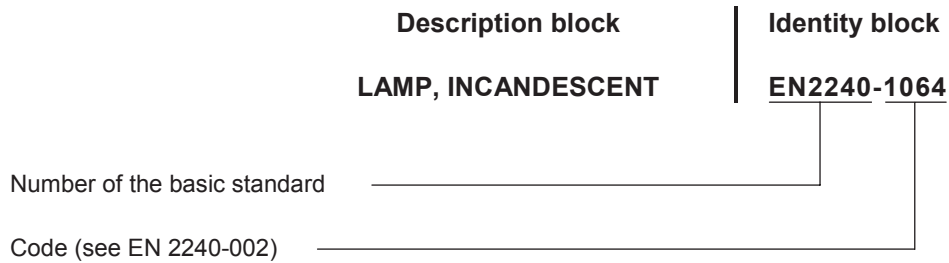 Description block Identity block
LAMP, INCANDESCENT EN2240-1064
Number of the basic standard
Code (see EN 2240-002)